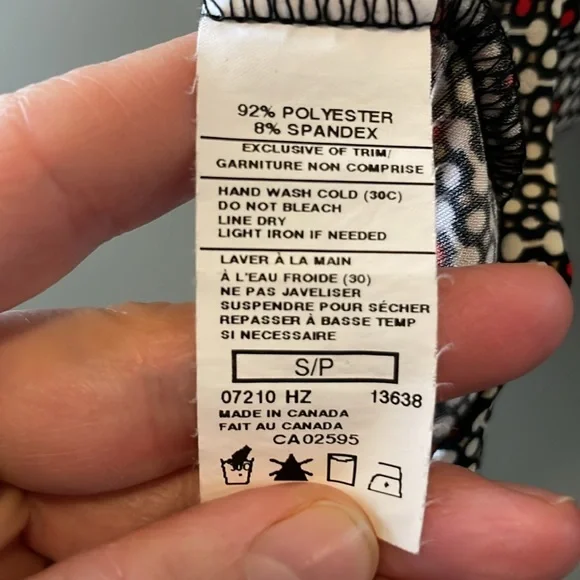 92% POLYESTER
8% SPANDEX
EXCLUSIVE OF TRIM/
GARNITURE NON COMPRISE
HAND WASH COLD (30C)
DO NOT BLEACH
LINE DRY
LIGHT IRON IF NEEDED
LAVER À LA MAIN
À L'EAU FROIDE (30)
NE PAS JAVELISER
SUSPENDRE POUR SÉCHER
REPASSER À BASSE TEMP
SI NECESSAIRE
S/P
07210 HZ 13638
MADE IN CANADA
FAIT AU CANADA
CA02595